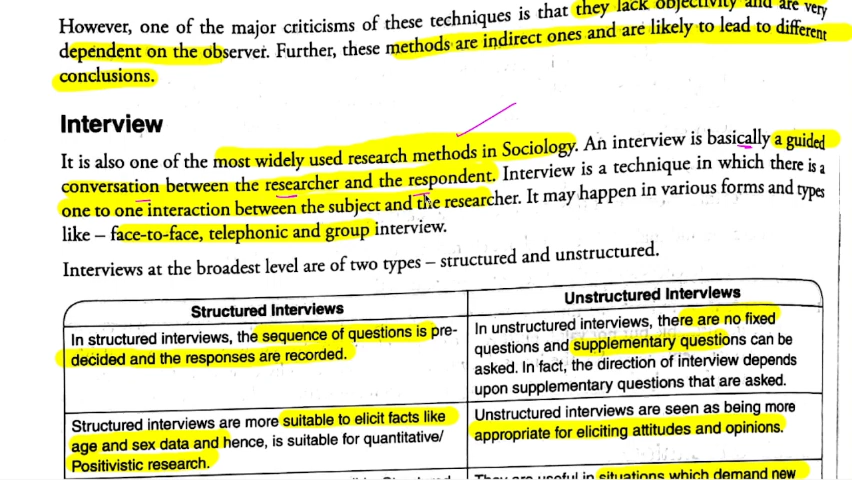 However, one of the major criticisms of these techniques is that they lack objectivity and are very
dependent on the observer. Further, these methods are indirect ones and are likely to lead to different
conclusions.
Interview
It is also one of the most widely used research methods in Sociology. An interview is basically a guided
conversation between the researcher and the respondent. Interview is a technique in which there is a
one to one interaction between the subject and the researcher. It may happen in various forms and types
like – face-to-face, telephonic and group interview.
Interviews at the broadest level are of two types – structured and unstructured.
Structured Interviews
In structured interviews, the sequence of questions is pre-
decided and the responses are recorded.
Structured interviews are more suitable to elicit facts like
age and sex data and hence, is suitable for quantitative/
Positivistic research.
Unstructured Interviews
In unstructured interviews, there are no fixed
questions and supplementary questions can be
asked. In fact, the direction of interview depends
upon supplementary questions that are asked.
Unstructured interviews are seen as being more
appropriate for eliciting attitudes and opinions.
They are useful in situations which demand new